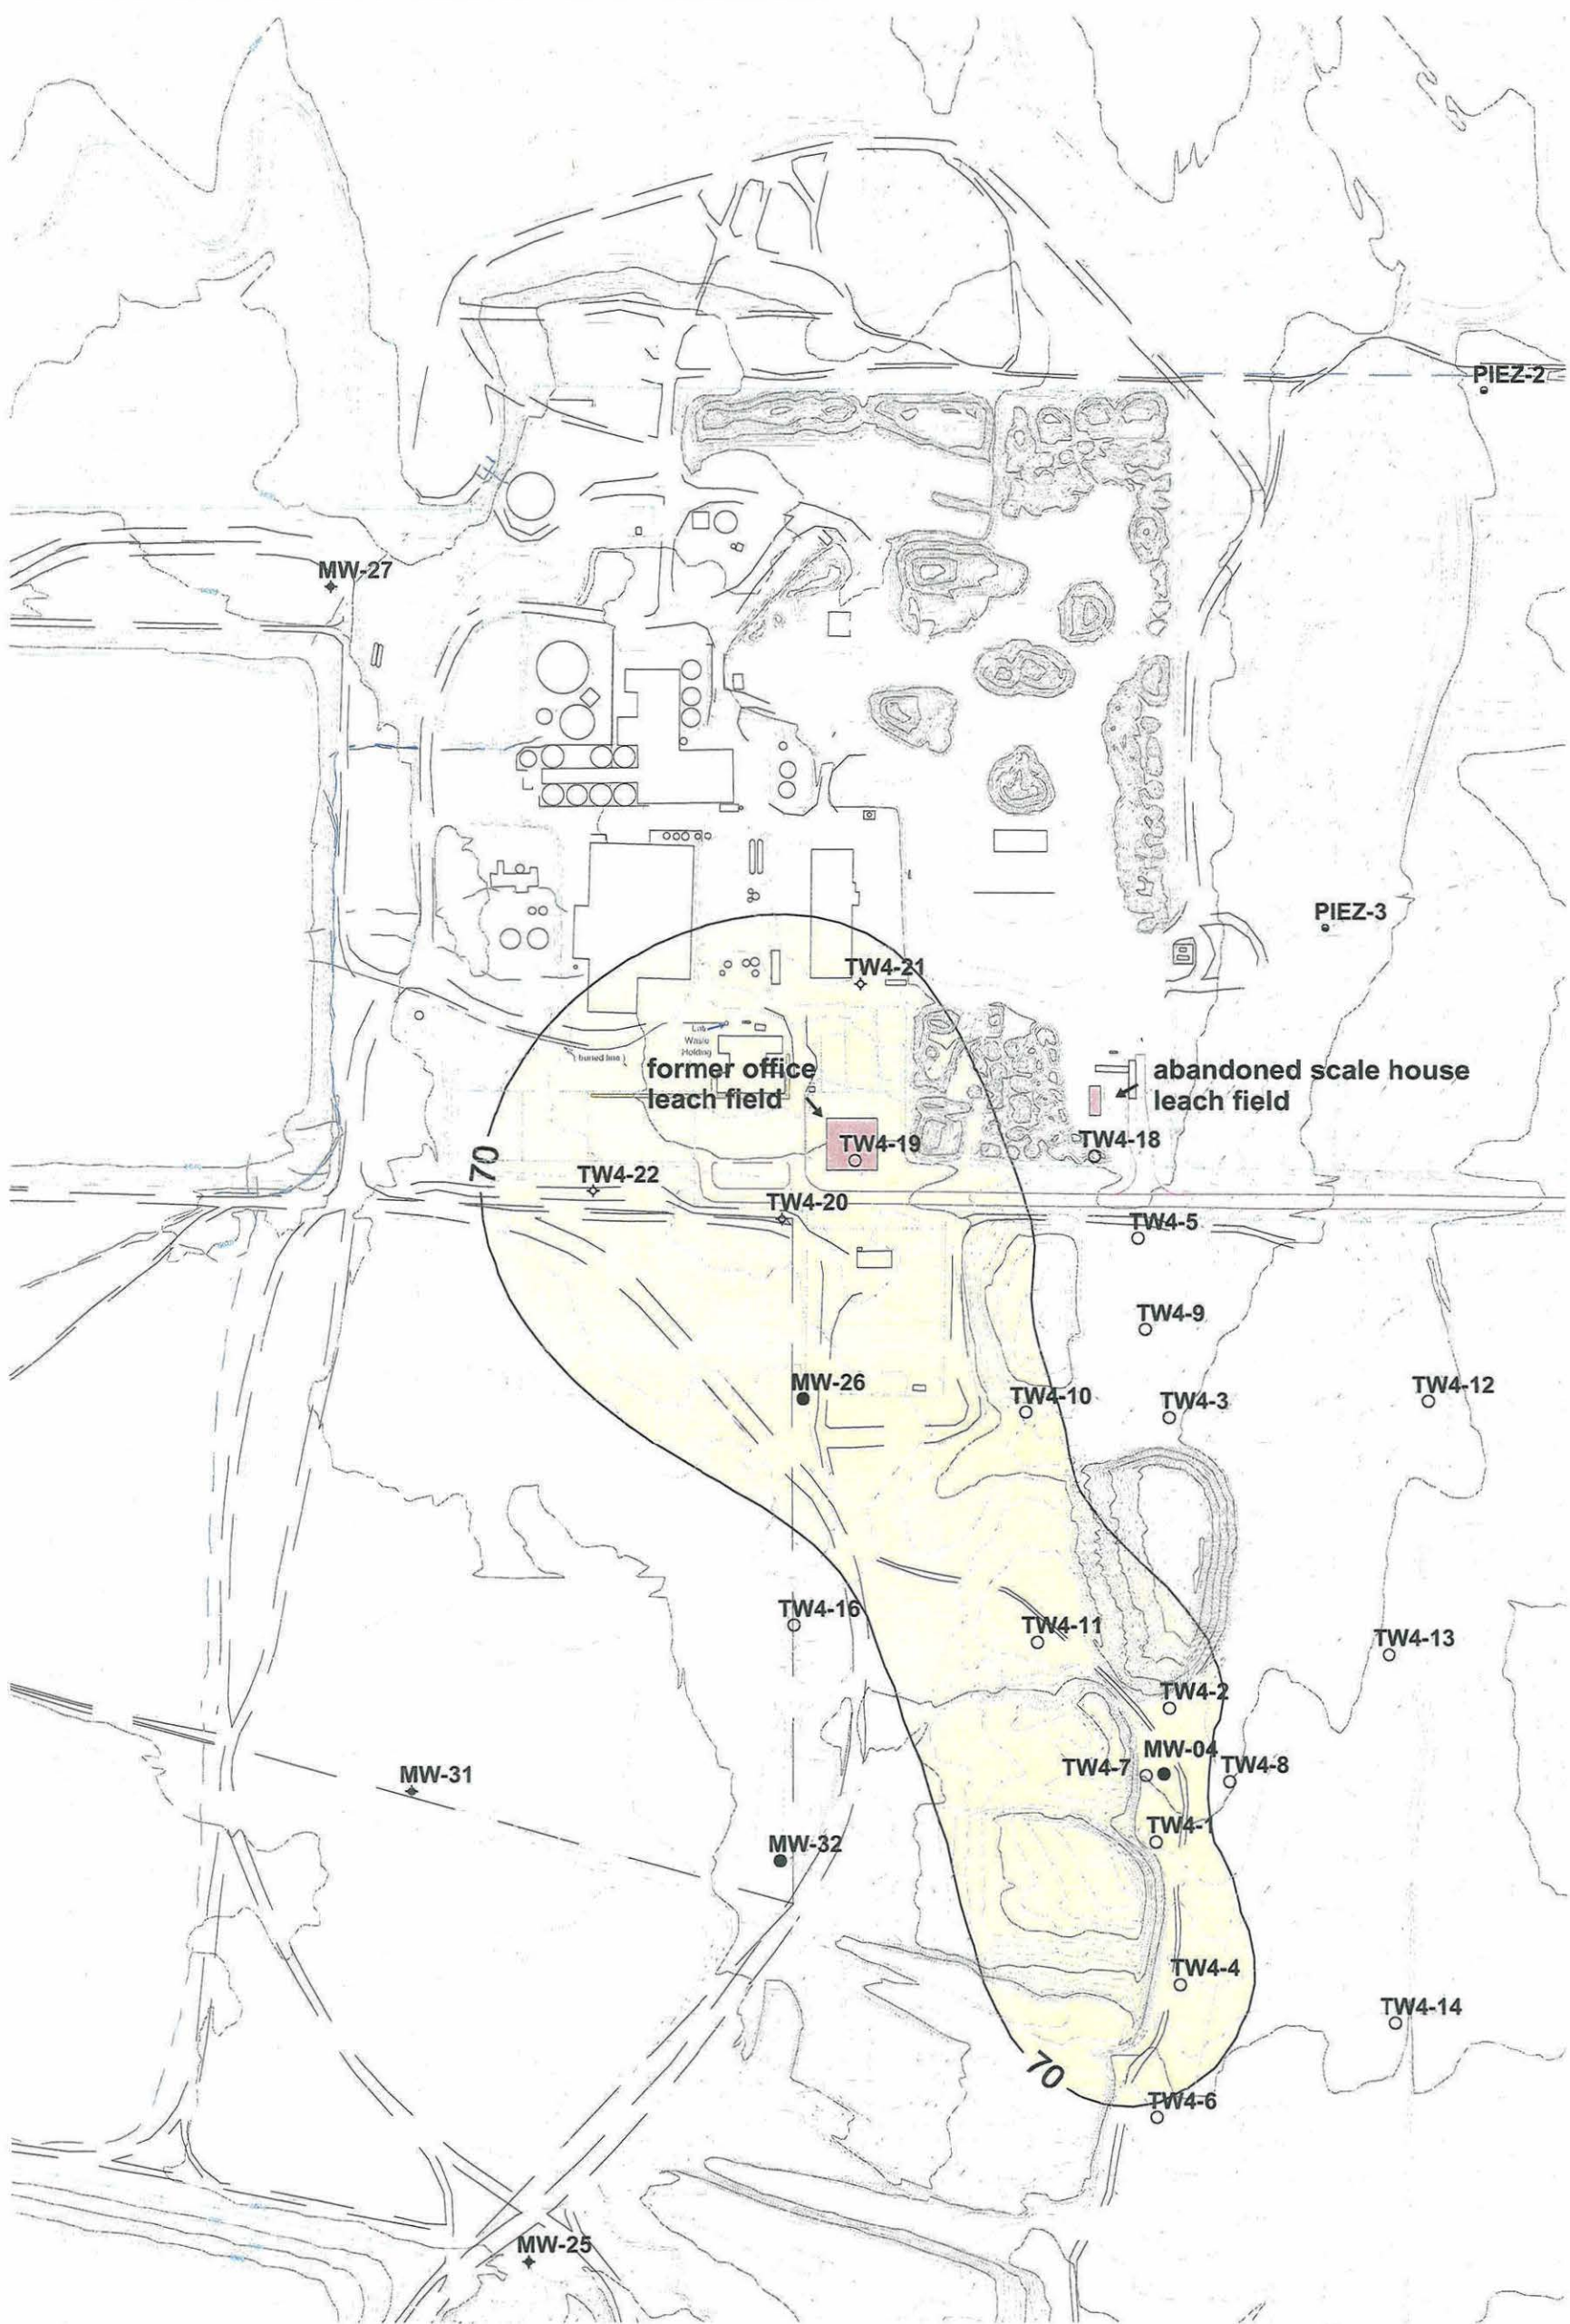 PIEZ-2
MW-27
PIEZ-3
TW4-21
Lab
Waste
Holding
( buried line )
former office
leach field
abandoned scale house
leach field
TW4-19
TW4-18
70
TW4-22
TW4-20
TW4-5
TW4-9
MW-26
TW4-10
TW4-3
TW4-12
TW4-16
TW4-11
TW4-13
TW4-2
MW-04
TW4-7
TW4-8
MW-31
TW4-1
MW-32
TW4-4
TW4-14
70
TW4-6
MW-25